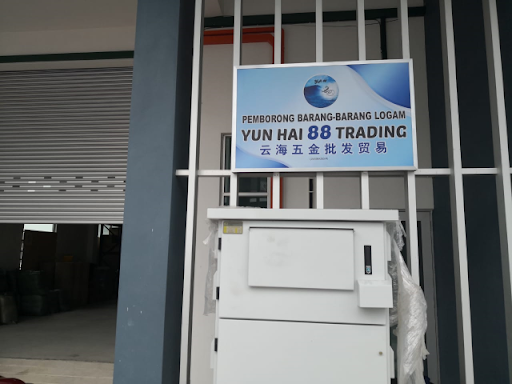 PEMBORONG BARANG-BARANG LOGAM
YUN HAI 88 TRADING
云海五金批发贸易